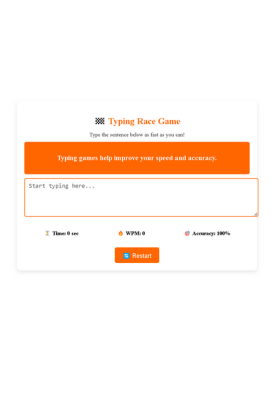 🏁 Typing Race Game
Type the sentence below as fast as you can!
Typing games help improve your speed and accuracy.
Start typing here...
⏳ Time: 0 sec 🔥 WPM: 0 🎯 Accuracy: 100%
🔄 Restart